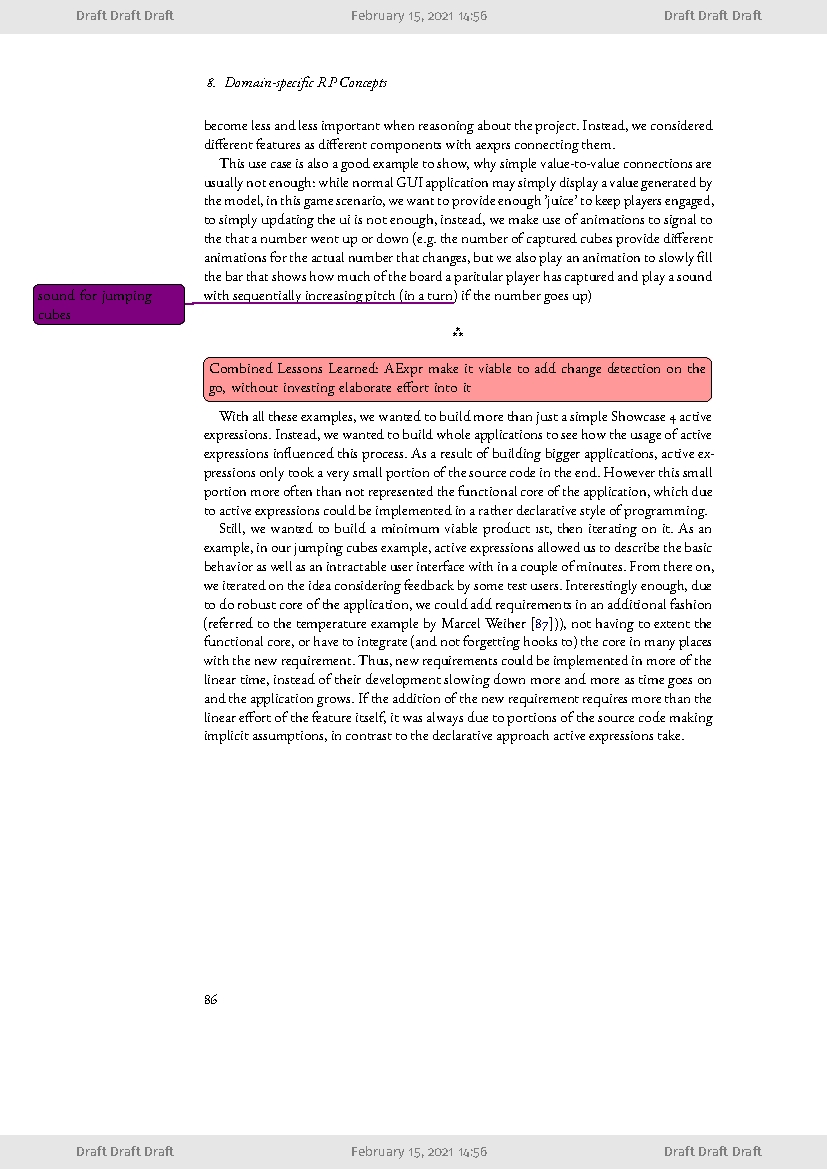 Draft Draft Draft February 15, 2021 14:56 Draft Draft Draft
8. Domain-specific RP Concepts
become less and less important when reasoning about the project. Instead, we considered
different features as different components with aexprs connecting them.
This use case is also a good example to show, why simple value-to-value connections are
usually not enough: while normal GUI application may simply display a value generated by
the model, in this game scenario, we want to provide enough 'juice' to keep players engaged,
to simply updating the ui is not enough, instead, we make use of animations to signal to
the that a number went up or down (e.g. the number of captured cubes provide different
animations for the actual number that changes, but we also play an animation to slowly fill
the bar that shows how much of the board a paritular player has captured and play a sound
with sequentially increasing pitch (in a turn) if the number goes up)
sound for jumping
cubes
⁂
Combined Lessons Learned: AExpr make it viable to add change detection on the
go, without investing elaborate effort into it
With all these examples, we wanted to build more than just a simple Showcase 4 active
expressions. Instead, we wanted to build whole applications to see how the usage of active
expressions influenced this process. As a result of building bigger applications, active ex-
pressions only took a very small portion of the source code in the end. However this small
portion more often than not represented the functional core of the application, which due
to active expressions could be implemented in a rather declarative style of programming.
Still, we wanted to build a minimum viable product 1st, then iterating on it. As an
example, in our jumping cubes example, active expressions allowed us to describe the basic
behavior as well as an intractable user interface with in a couple of minutes. From there on,
we iterated on the idea considering feedback by some test users. Interestingly enough, due
to do robust core of the application, we could add requirements in an additional fashion
(referred to the temperature example by Marcel Weiher [87])), not having to extent the
functional core, or have to integrate (and not forgetting hooks to) the core in many places
with the new requirement. Thus, new requirements could be implemented in more of the
linear time, instead of their development slowing down more and more as time goes on
and the application grows. If the addition of the new requirement requires more than the
linear effort of the feature itself, it was always due to portions of the source code making
implicit assumptions, in contrast to the declarative approach active expressions take.
86
Draft Draft Draft February 15, 2021 14:56 Draft Draft Draft